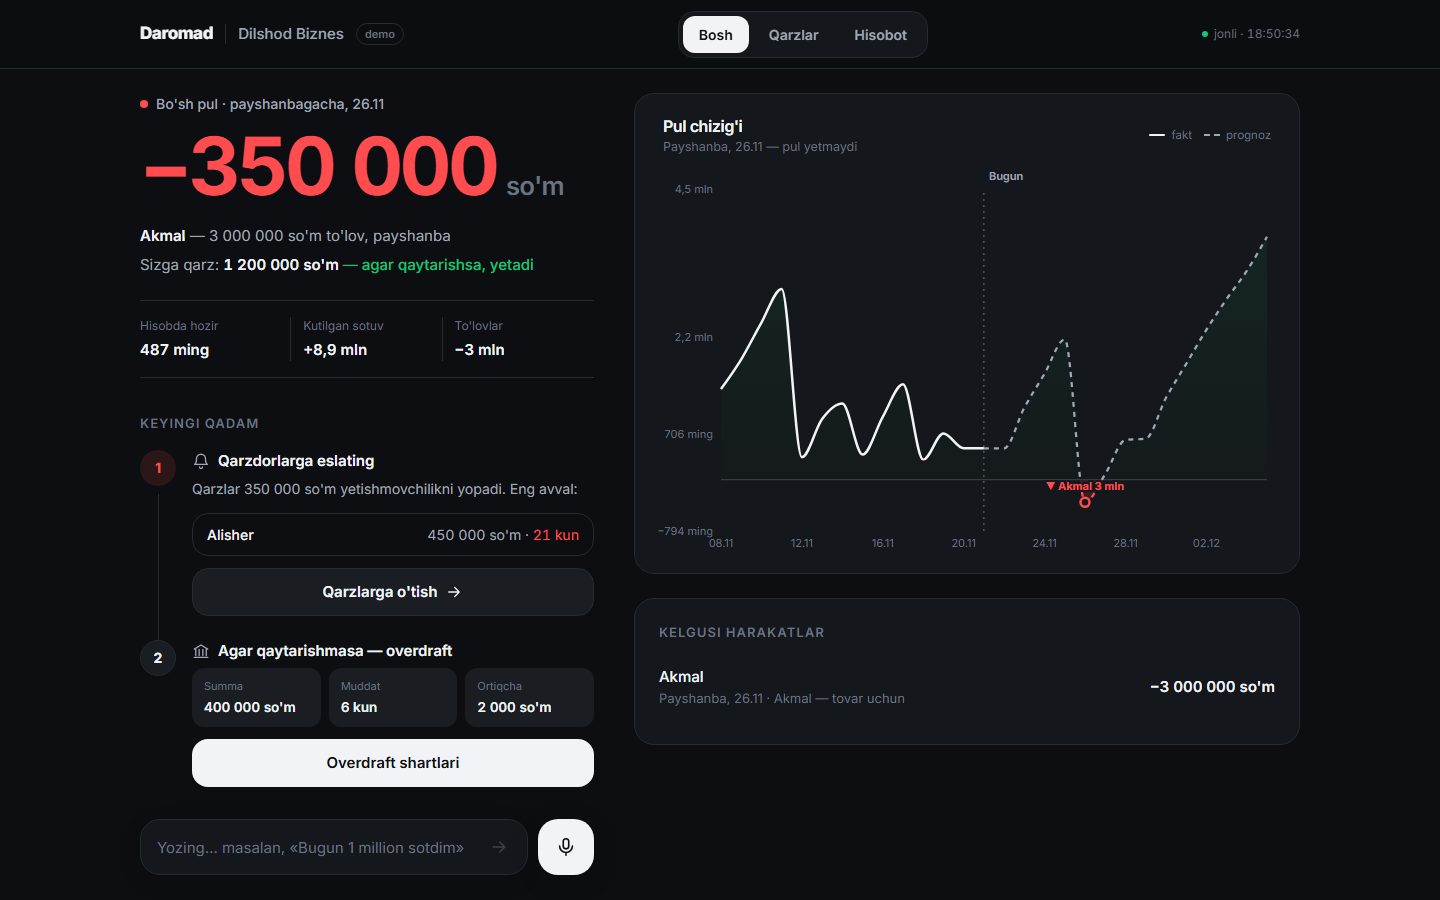 Daromad
Dilshod Biznes
demo
Bosh
Qarzlar
Hisobot
jonli · 18:50:34
Bo'sh pul · payshanbagacha, 26.11
−350 000 so'm
Akmal — 3 000 000 so'm to'lov, payshanba
Sizga qarz: 1 200 000 so'm — agar qaytarishsa, yetadi
Hisobda hozir
487 ming
Kutilgan sotuv
+8,9 mln
To'lovlar
−3 mln
KEYINGI QADAM
1
Qarzdorlarga eslating
Qarzlar 350 000 so'm yetishmovchilikni yopadi. Eng avval:
Alisher
450 000 so'm · 21 kun
Qarzlarga o'tish →
2
Agar qaytarishmasa — overdraft
Summa
400 000 so'm
Muddat
6 kun
Ortiqcha
2 000 so'm
Overdraft shartlari
Yozing... masalan, «Bugun 1 million sotdim» →
Pul chizig'i
Payshanba, 26.11 — pul yetmaydi
fakt
prognoz
Bugun
4,5 mln
2,2 mln
706 ming
−794 ming
▼ Akmal 3 mln
08.11
12.11
16.11
20.11
24.11
28.11
02.12
KELGUSI HARAKATLAR
Akmal
Payshanba, 26.11 · Akmal — tovar uchun
−3 000 000 so'm